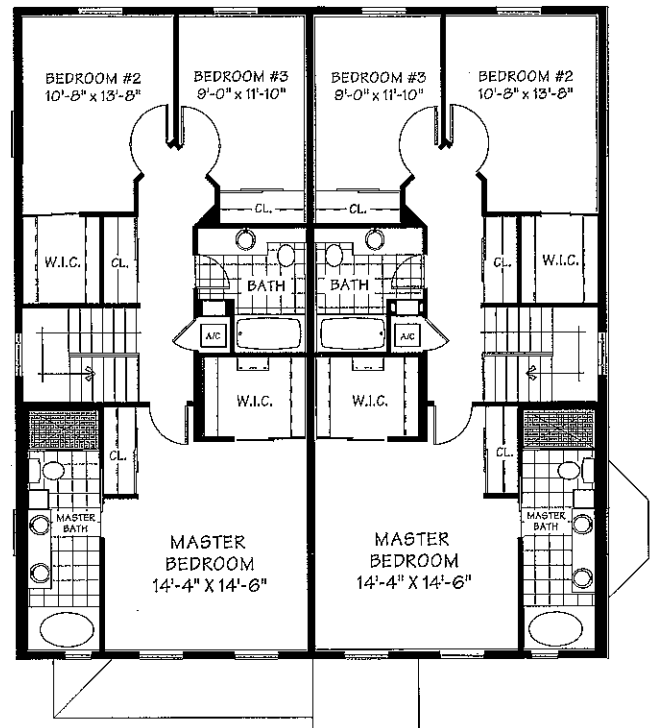 BEDROOM #2
10'-8" x 13'-8"
BEDROOM #3
9'-0" x 11'-10"
BEDROOM #3
9'-0" x 11'-10"
BEDROOM #2
10'-8" x 13'-8"
CL.
CL.
W.I.C.
CL.
BATH
BATH
CL.
W.I.C.
A/C
A/C
W.I.C.
W.I.C.
CL.
CL.
MASTER
BATH
MASTER
BATH
MASTER
BEDROOM
14'-4" X 14'-6"
MASTER
BEDROOM
14'-4" X 14'-6"